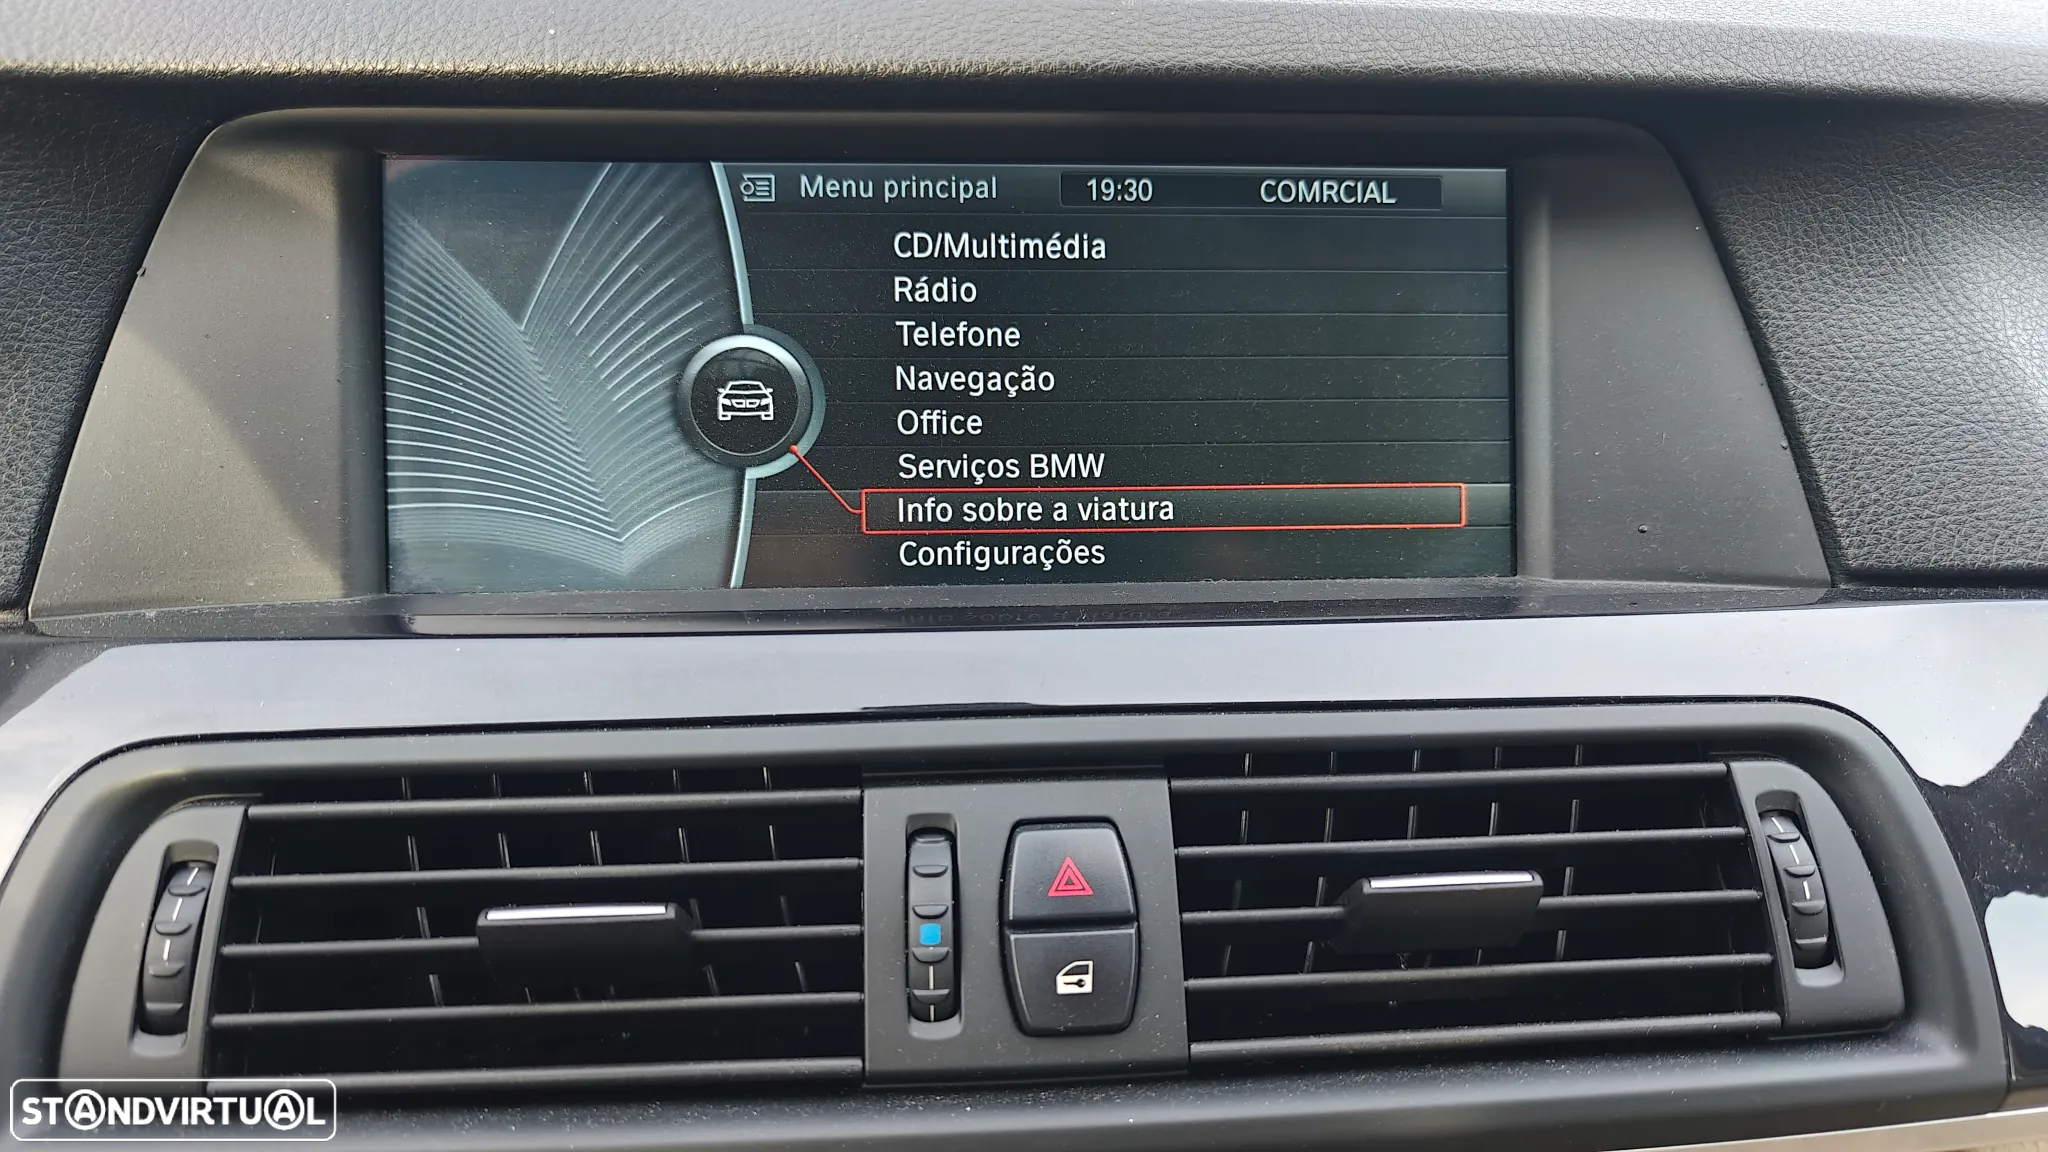 Menu principal 19:30 COMRCIAL
CD/Multimédia
Rádio
Telefone
Navegação
Office
Serviços BMW
Info sobre a viatura
Configurações
STANDVIRTUAL